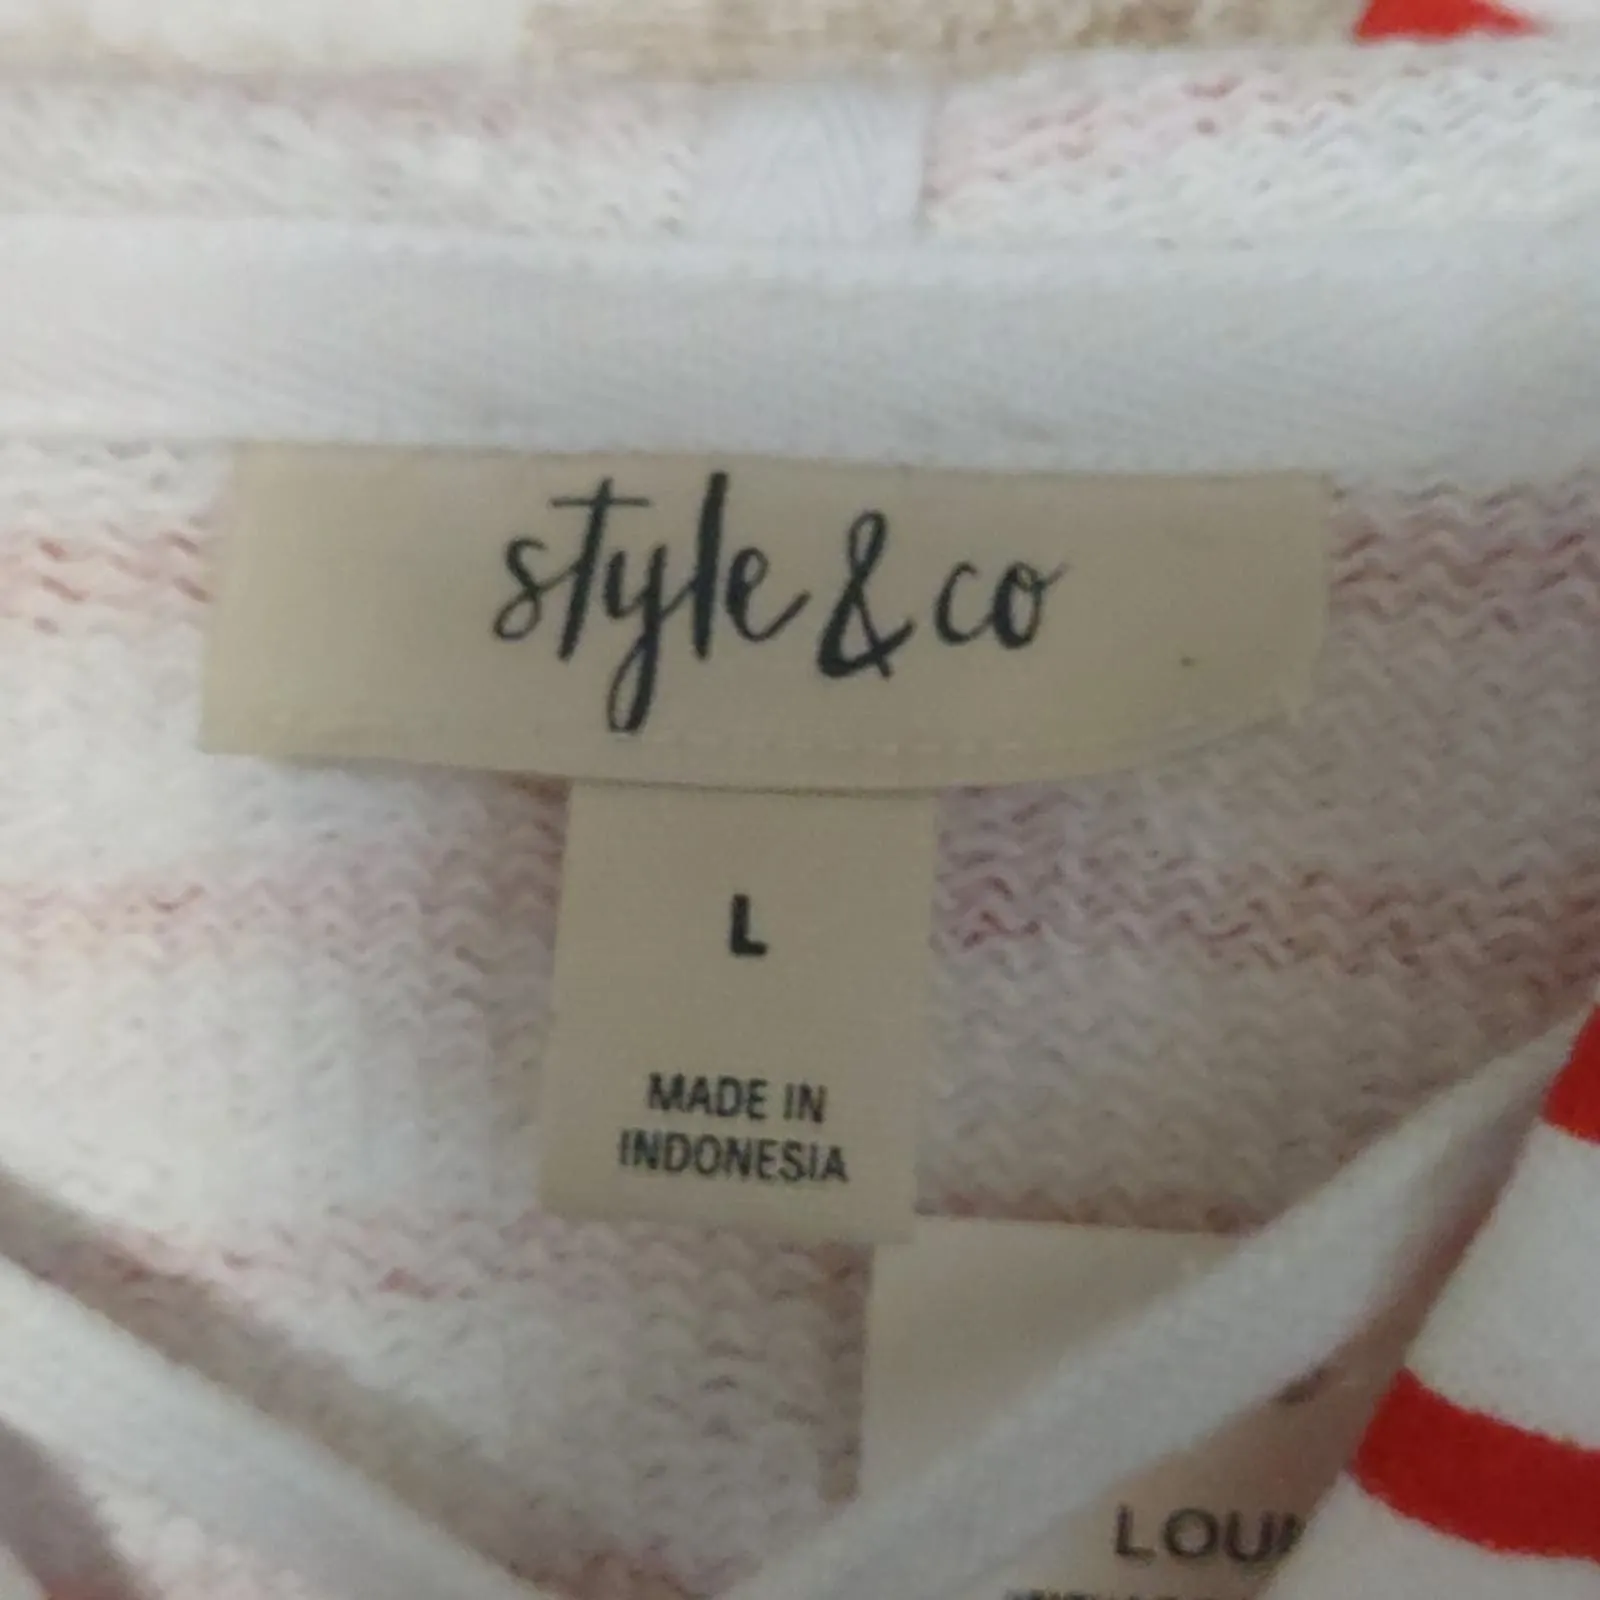 style & co
L
MADE IN
INDONESIA